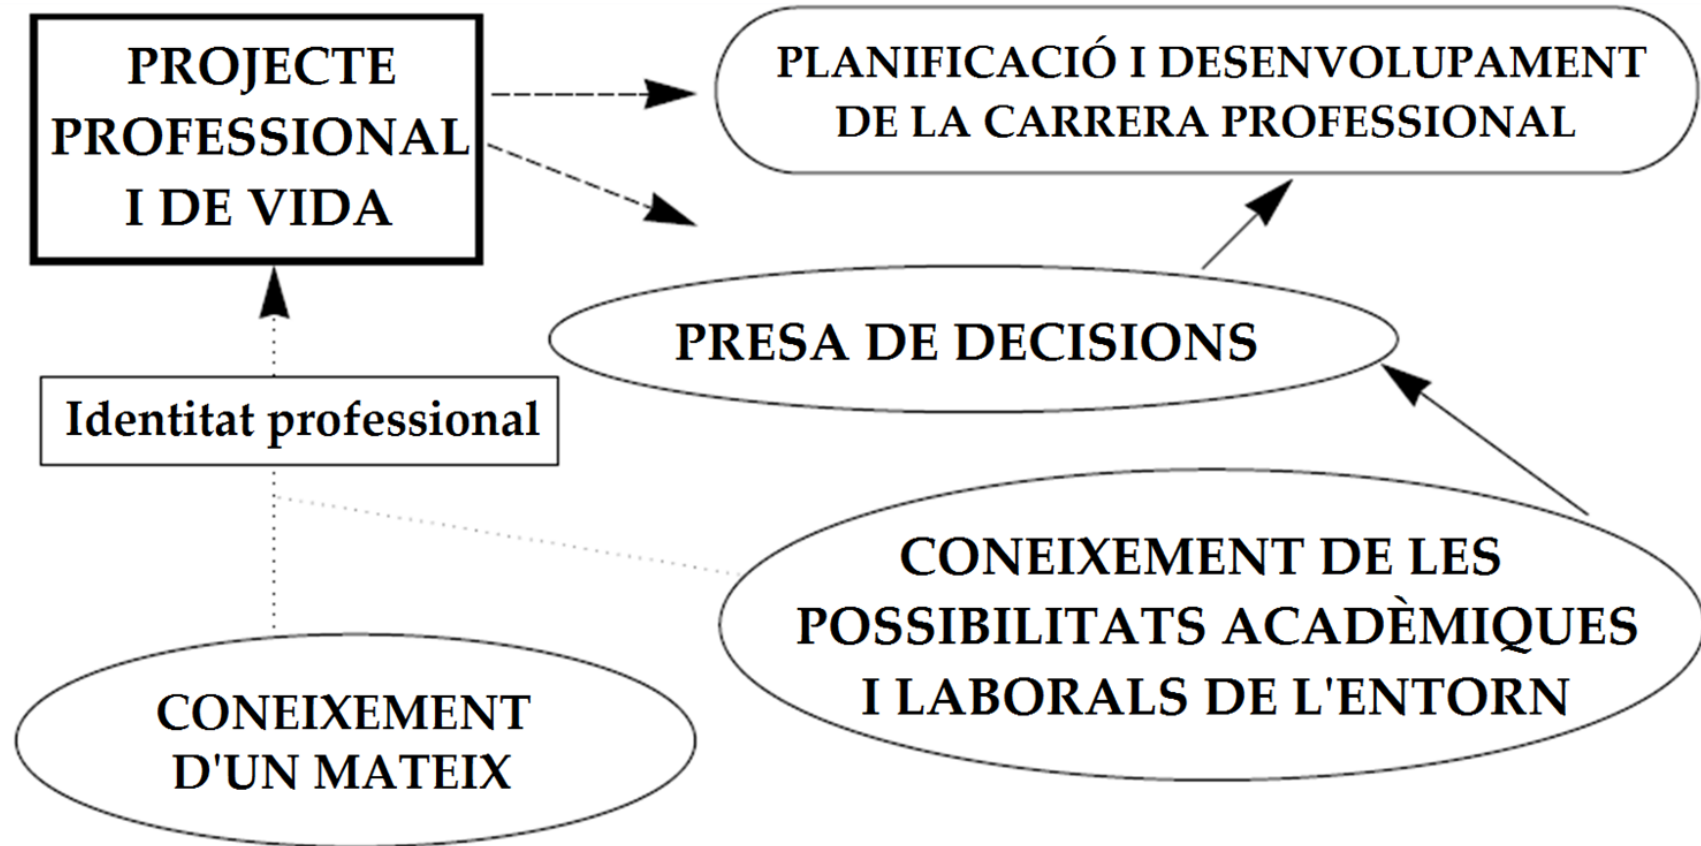 PROJECTE
PROFESSIONAL
I DE VIDA
PLANIFICACIÓ I DESENVOLUPAMENT
DE LA CARRERA PROFESSIONAL
PRESA DE DECISIONS
Identitat professional
CONEIXEMENT DE LES
POSSIBILITATS ACADÈMIQUES
I LABORALS DE L'ENTORN
CONEIXEMENT
D'UN MATEIX